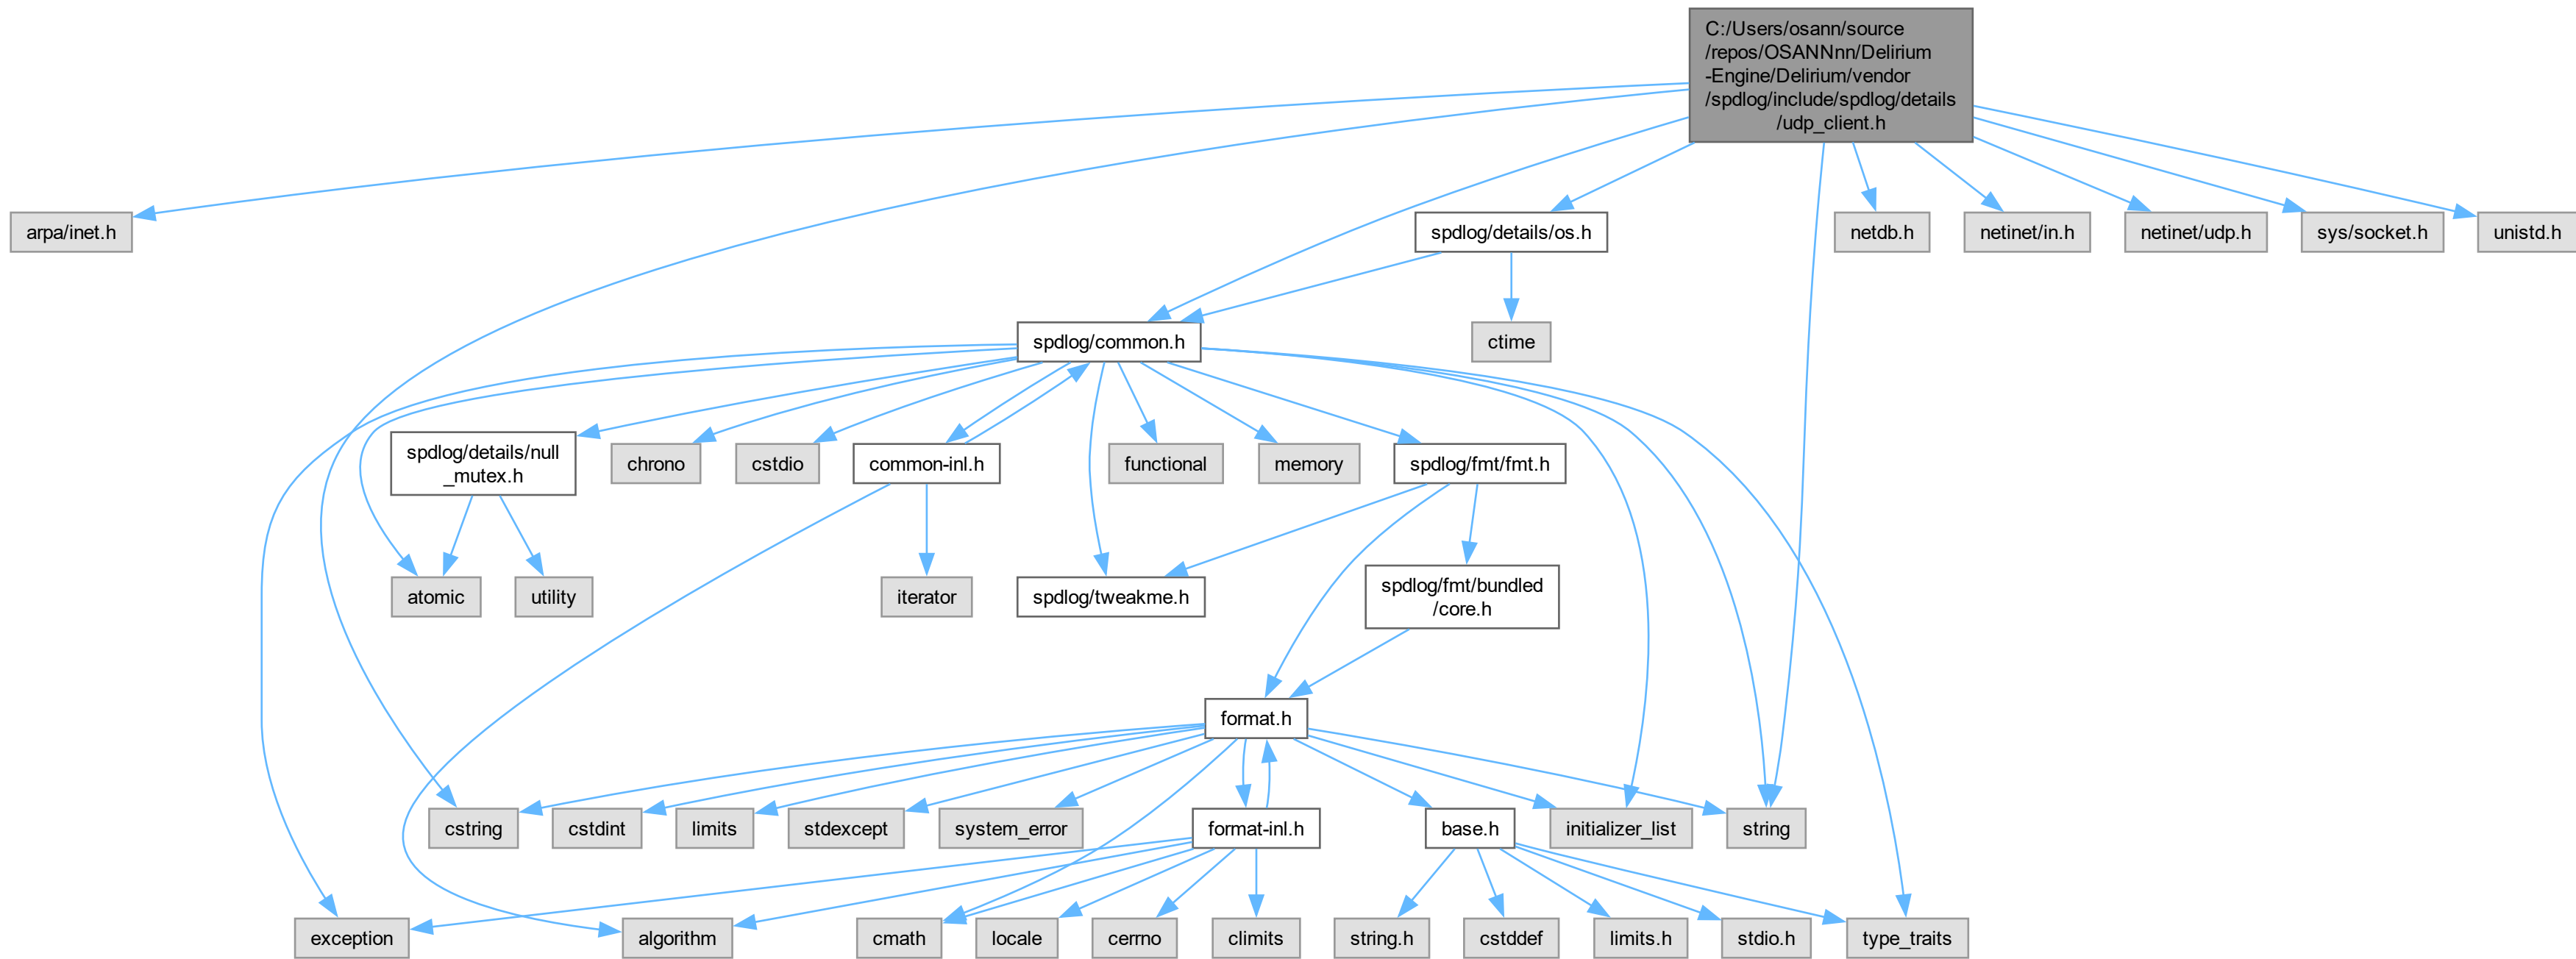 C:/Users/osann/source
/repos/OSANNnn/Delirium
-Engine/Delirium/vendor
/spdlog/include/spdlog/details
/udp_client.h
arpa/inet.h
spdlog/details/os.h
netdb.h
netinet/in.h
netinet/udp.h
sys/socket.h
unistd.h
spdlog/common.h
ctime
spdlog/details/null
_mutex.h
chrono
cstdio
common-inl.h
functional
memory
spdlog/fmt/fmt.h
atomic
utility
iterator
spdlog/tweakme.h
spdlog/fmt/bundled
/core.h
format.h
cstring
cstdint
limits
stdexcept
system_error
format-inl.h
base.h
initializer_list
string
exception
algorithm
cmath
locale
cerrno
climits
string.h
cstddef
limits.h
stdio.h
type_traits